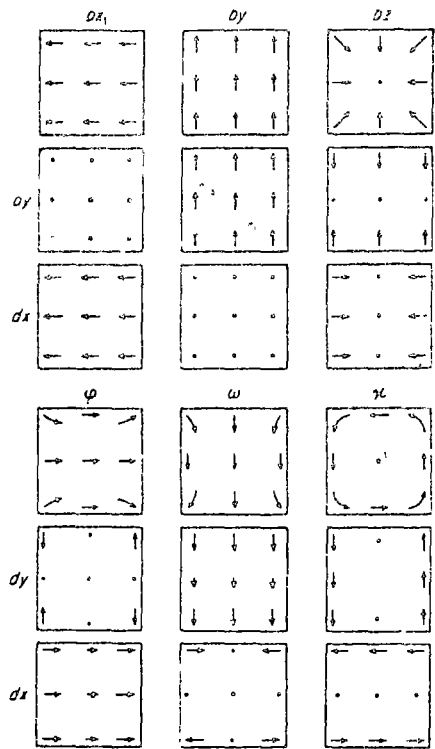 Dx₁ Dy Dz
Dy
dx
φ ω ϰ
dy
dx